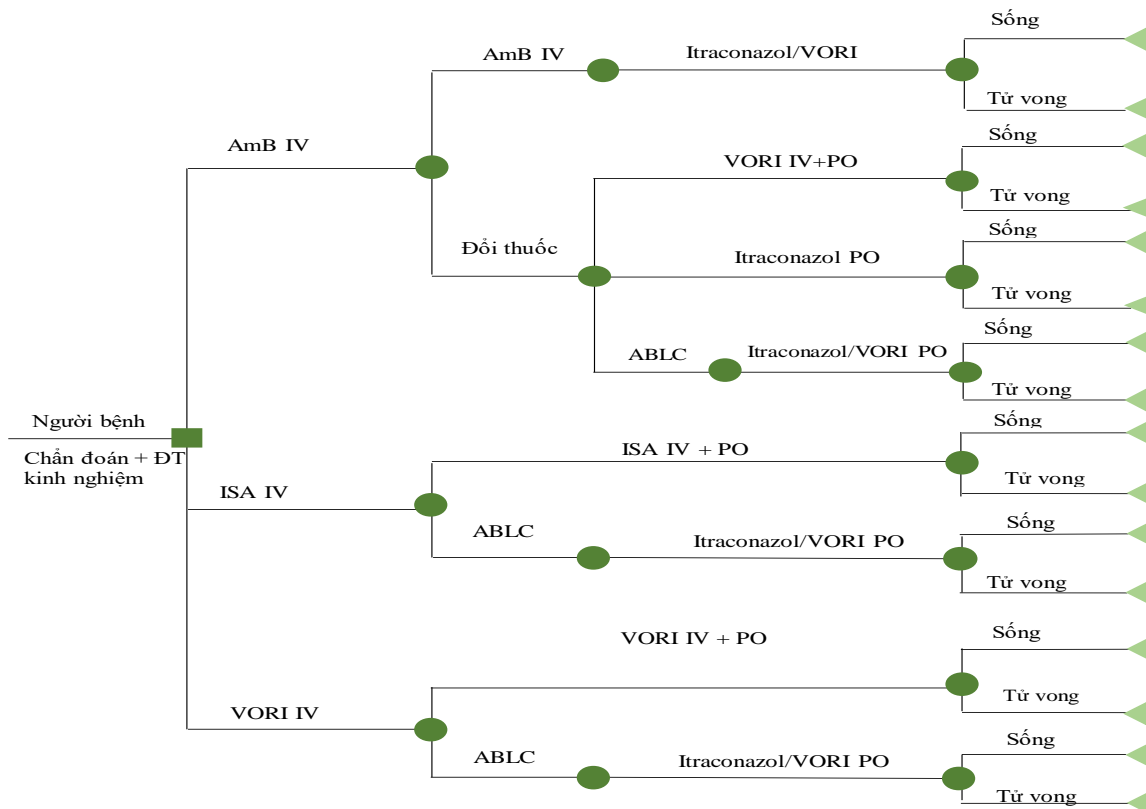 Sống
AmB IV
Itraconazol/VORI
Tử vong
AmB IV
Sống
VORI IV+PO
Tử vong
Đổi thuốc
Sống
Itraconazol PO
Tử vong
Sống
ABLC
Itraconazol/VORI PO
Tử vong
Người bệnh
Chẩn đoán + ĐT
kinh nghiệm
Sống
ISA IV + PO
Tử vong
ISA IV
Sống
ABLC
Itraconazol/VORI PO
Tử vong
Sống
VORI IV + PO
Tử vong
VORI IV
Sống
ABLC
Itraconazol/VORI PO
Tử vong